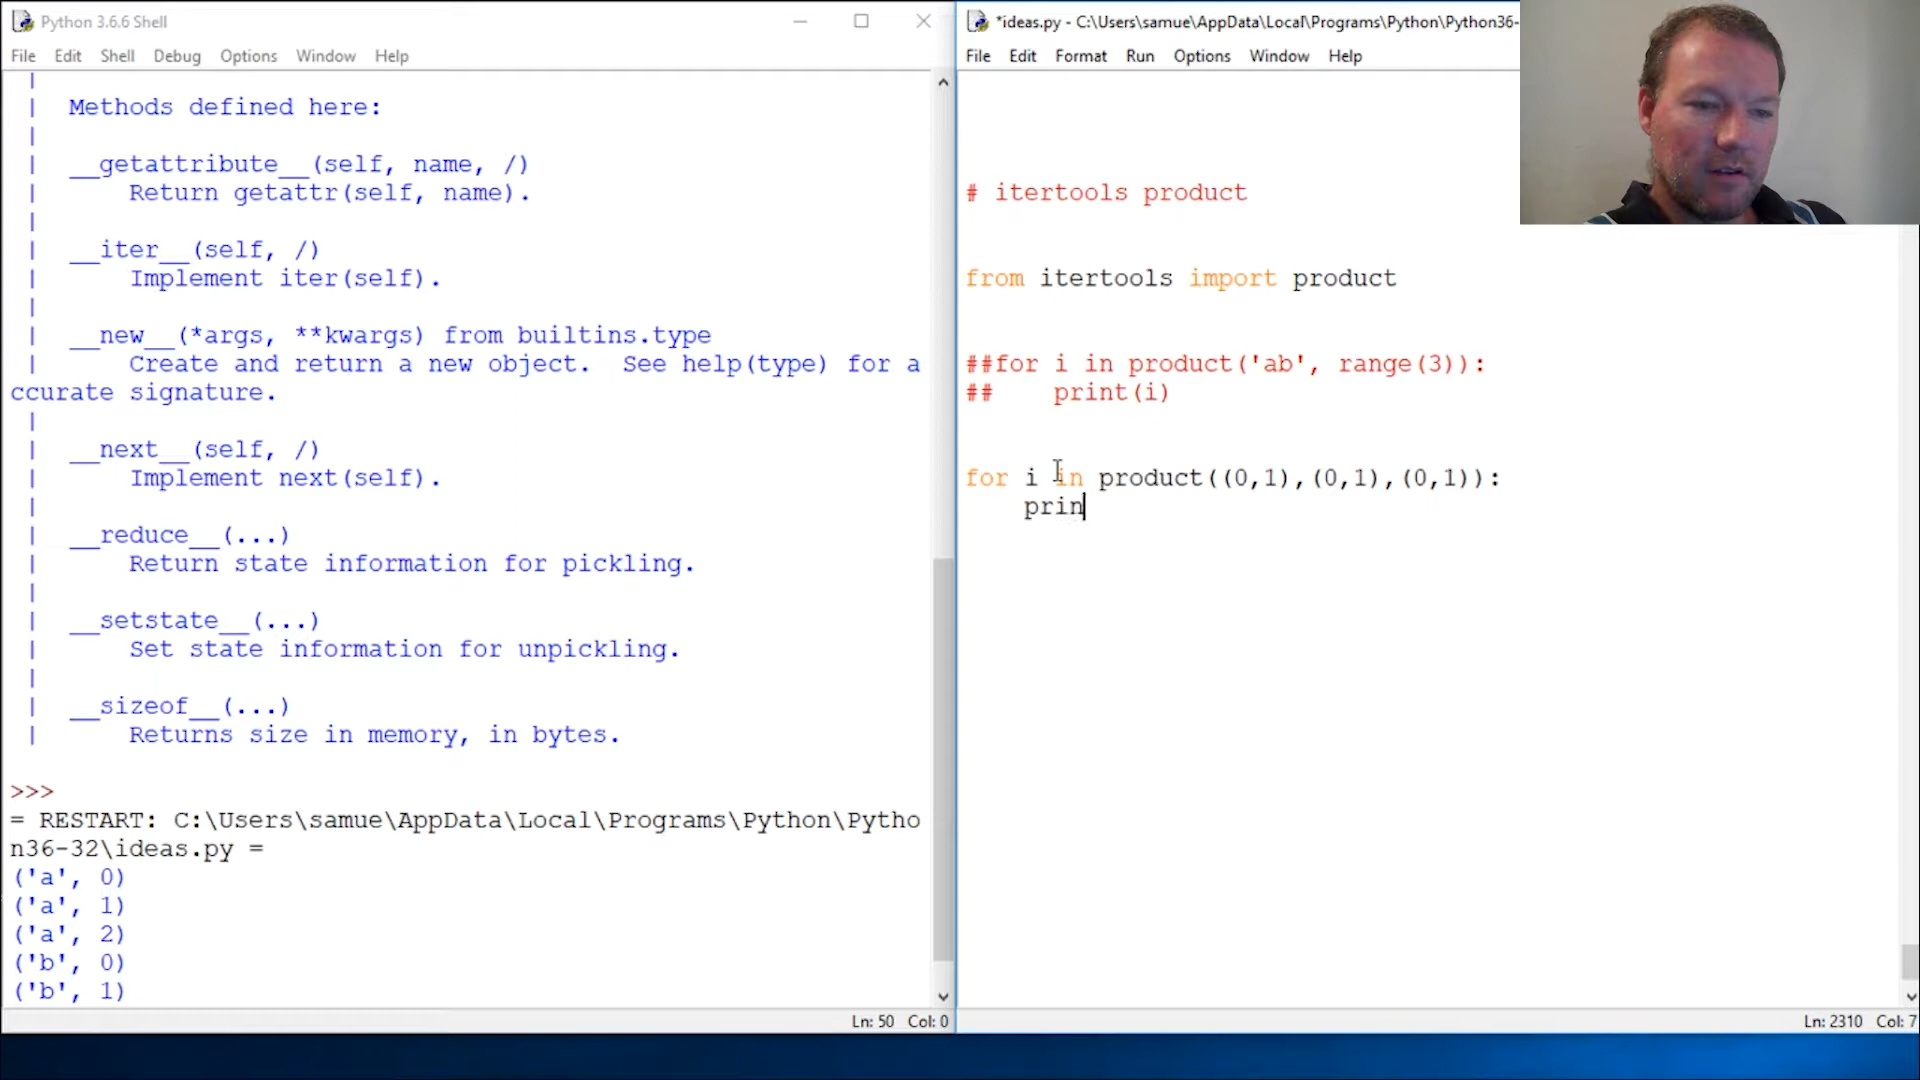 Python 3.6.6 Shell
File Edit Shell Debug Options Window Help
|
| Methods defined here:
|
| __getattribute__(self, name, /)
|     Return getattr(self, name).
|
| __iter__(self, /)
|     Implement iter(self).
|
| __new__(*args, **kwargs) from builtins.type
|     Create and return a new object.  See help(type) for a
ccurate signature.
|
| __next__(self, /)
|     Implement next(self).
|
| __reduce__(...)
|     Return state information for pickling.
|
| __setstate__(...)
|     Set state information for unpickling.
|
| __sizeof__(...)
|     Returns size in memory, in bytes.
>>>
= RESTART: C:\Users\samue\AppData\Local\Programs\Python\Pytho
n36-32\ideas.py =
('a', 0)
('a', 1)
('a', 2)
('b', 0)
('b', 1)
Ln: 50 Col: 0
*ideas.py - C:\Users\samue\AppData\Local\Programs\Python\Python36-
File Edit Format Run Options Window Help
# itertools product
from itertools import product
##for i in product('ab', range(3)):
##    print(i)
for i in product((0,1),(0,1),(0,1)):
    prin
Ln: 2310 Col: 7